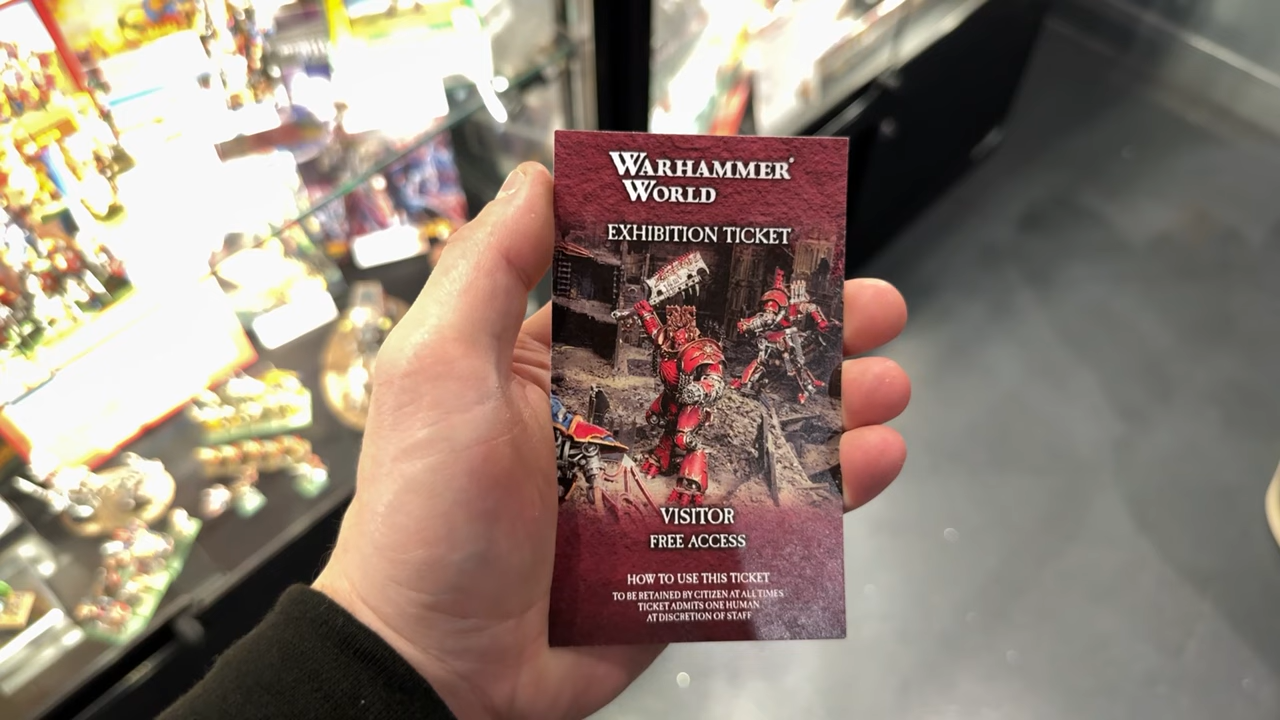 WARHAMMER®
WORLD
EXHIBITION TICKET
VISITOR
FREE ACCESS
HOW TO USE THIS TICKET
TO BE RETAINED BY CITIZEN AT ALL TIMES
TICKET ADMITS ONE HUMAN
AT DISCRETION OF STAFF